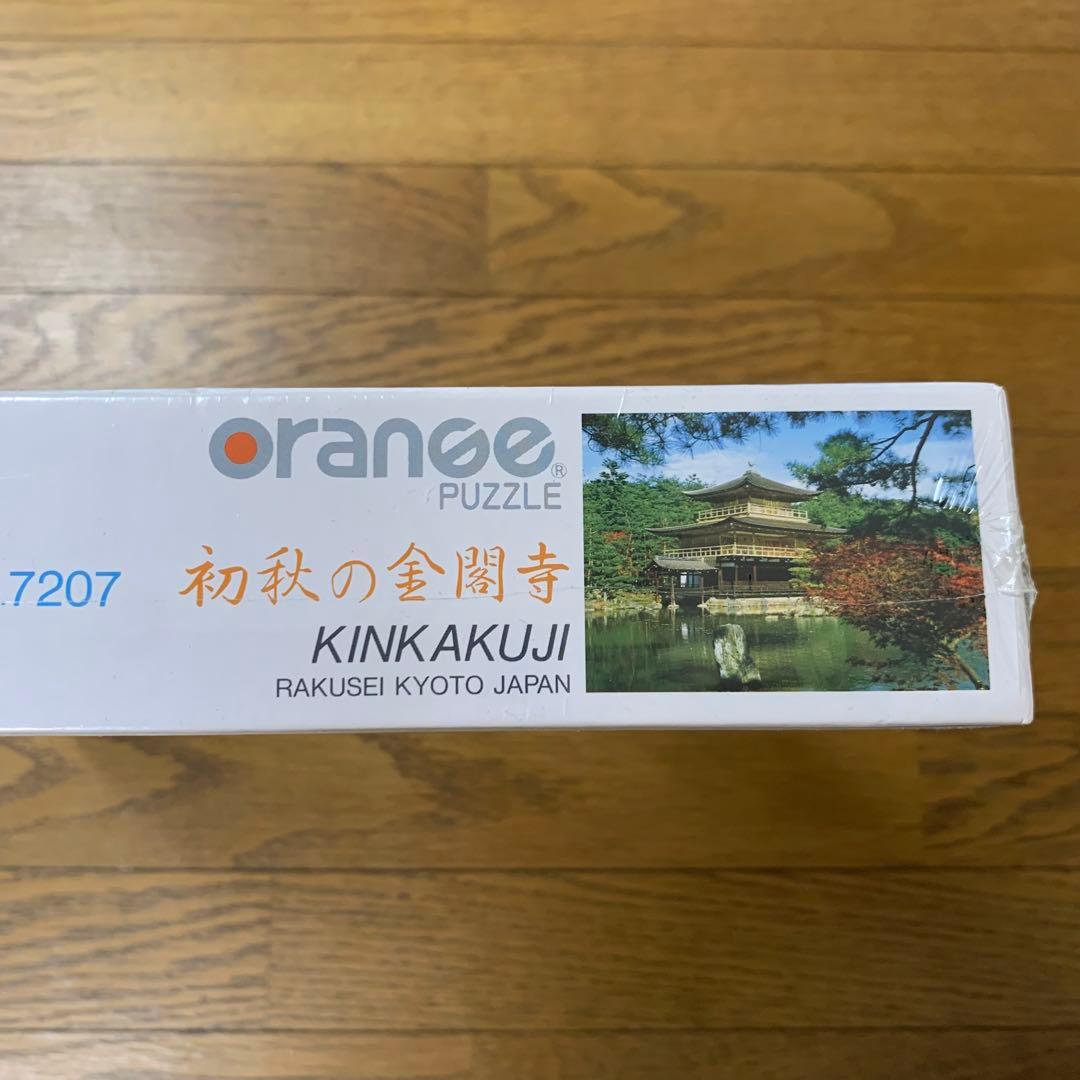 orange®
PUZZLE
.7207
初秋の金閣寺
KINKAKUJI
RAKUSEI KYOTO JAPAN